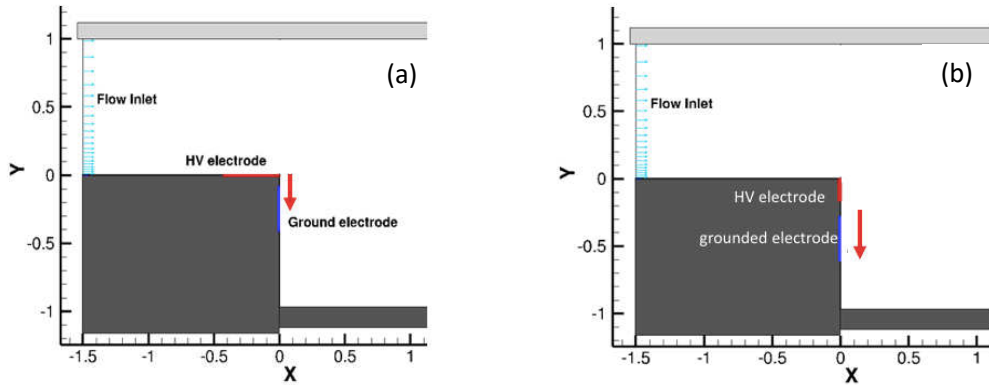 (a)
1
0.5
0
-0.5
-1
Y
Flow Inlet
HV electrode
Ground electrode
-1.5 -1 -0.5 0 0.5 1
X
(b)
1
0.5
0
-0.5
-1
Y
Flow Inlet
HV electrode
grounded electrode
-1.5 -1 -0.5 0 0.5 1
X